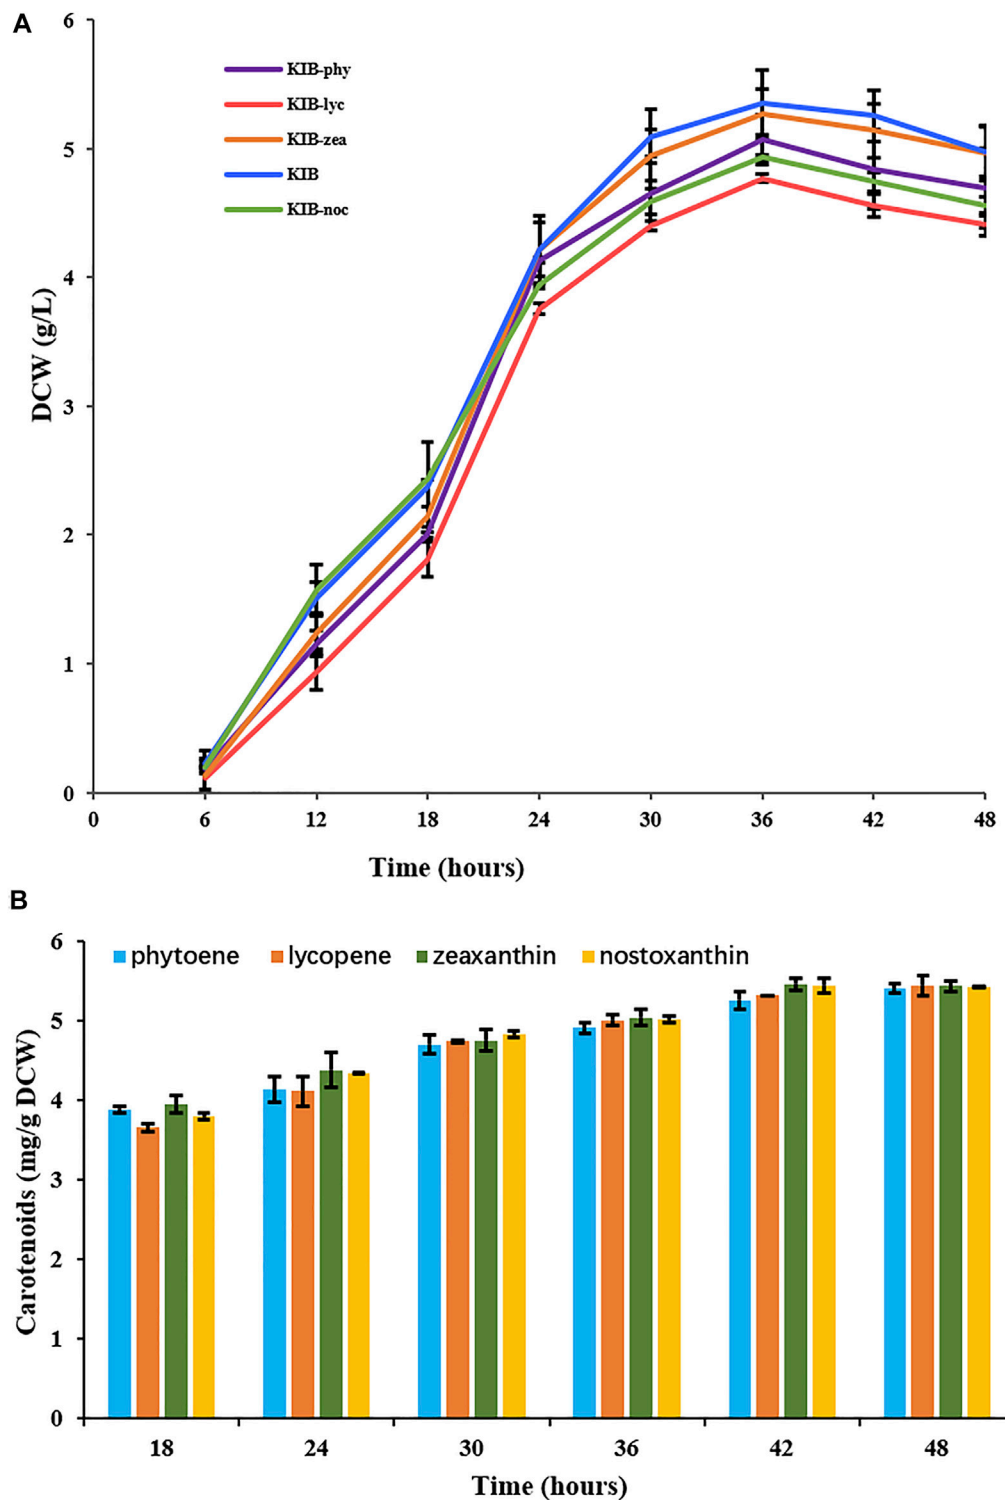 A
6
5
4
3
2
1
0
DCW (g/L)
KIB-phy
KIB-lyc
KIB-zea
KIB
KIB-noc
0 6 12 18 24 30 36 42 48
Time (hours)
B
6
5
4
3
2
1
0
Carotenoids (mg/g DCW)
phytoene lycopene zeaxanthin nostoxanthin
18 24 30 36 42 48
Time (hours)